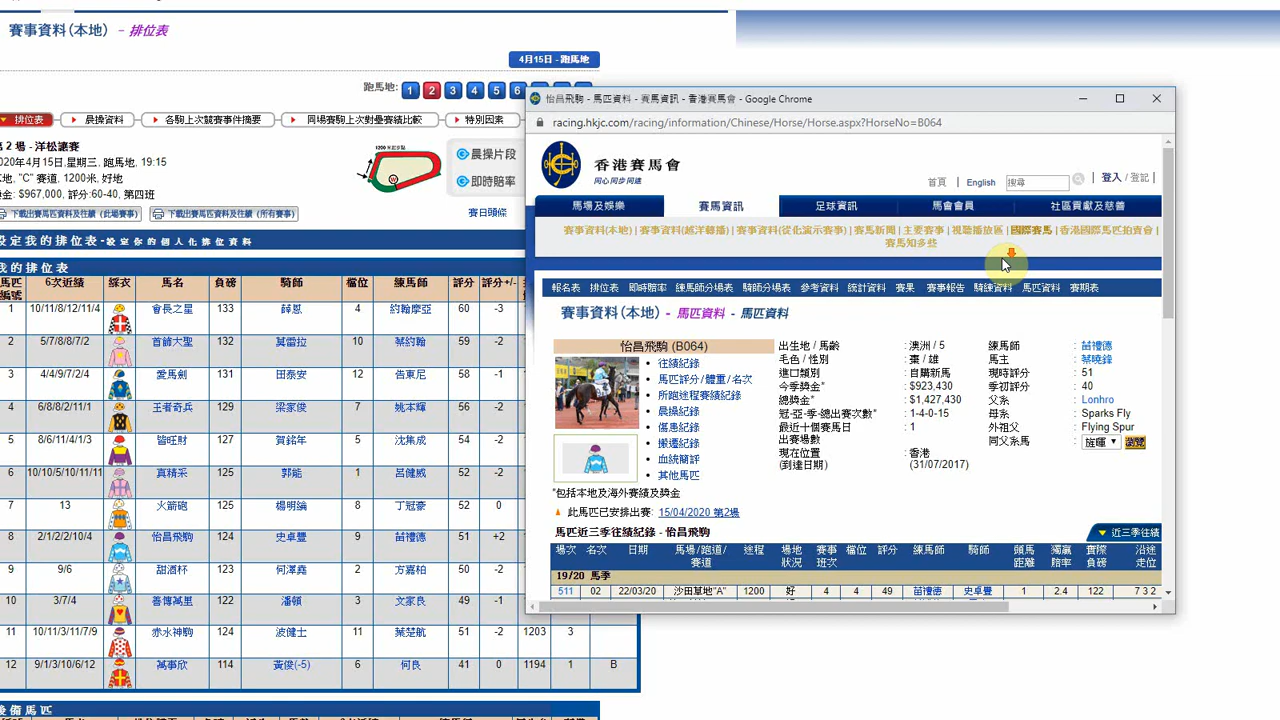 賽事資料(本地) - 排位表
4月15日 - 跑馬地
跑馬地: 1 2 3 4 5 6
排位表 晨操資料 各駒上次競賽事件摘要 同場賽駒上次對疊賽績比較 特別因素
第 2 場 - 洋松讓賽
2020年4月15日,星期三, 跑馬地, 19:15
地, "C" 賽道, 1200米, 好地
金: $967,000, 評分:60-40, 第四班
1200 米起步點
晨操片段
即時賠率
下載出賽馬匹資料及往績 (此場賽事) 下載出賽馬匹資料及往績 (所有賽事)
賽日頭條
設定我的排位表-設定你的個人化排位資料
我的排位表
馬匹編號 6次近績 綵衣 馬名 負磅 騎師 檔位 練馬師 評分 評分+/-
1 10/11/8/12/11/4 會長之星 133 薛恩 4 約翰摩亞 60 -3
2 5/7/8/8/7/2 首飾大聖 132 莫雷拉 10 蔡約翰 59 -2
3 4/4/9/7/2/4 愛馬劍 131 田泰安 12 告東尼 58 -1
4 6/8/8/2/11/1 王者奇兵 129 梁家俊 7 姚本輝 56 -2
5 8/6/11/4/1/3 皆旺財 127 賀銘年 5 沈集成 54 -2
6 10/10/5/10/11/11 真精采 125 郭能 1 呂健威 52 -2
7 13 火箭砲 125 楊明綸 8 丁冠豪 52 0
8 2/1/2/2/10/4 怡昌飛駒 124 史卓豐 9 苗禮德 51 +2
9 9/6 甜酒杯 123 何澤堯 2 方嘉柏 50 -2
10 3/7/4 善傳萬里 122 潘頓 3 文家良 49 -1
11 10/11/3/11/7/9 赤水神駒 124 波健士 11 葉楚航 51 -2 1203 3
12 9/1/3/10/6/12 萬事欣 114 黃俊(-5) 6 何良 41 0 1194 1 B
後備馬匹
怡昌飛駒 - 馬匹資料 - 賽馬資訊 - 香港賽馬會 - Google Chrome
racing.hkjc.com/racing/information/Chinese/Horse/Horse.aspx?HorseNo=B064
香港賽馬會
同心同步同進
首頁 | English 搜尋 登入 / 登記 |
馬場及娛樂 賽馬資訊 足球資訊 馬會會員 社區貢獻及慈善
賽事資料(本地) | 賽事資料(越洋轉播) | 賽事資料(從化演示賽事) | 賽馬新聞 | 主要賽事 | 視聽播放區 | 國際賽馬 | 香港國際馬匹拍賣會 |
賽馬知多些
報名表 排位表 即時賠率 練馬師分場表 騎師分場表 參考資料 統計資料 賽果 賽事報告 騎練資料 馬匹資料 賽期表
賽事資料(本地) - 馬匹資料 - 馬匹資料
怡昌飛駒 (B064)
往績紀錄
馬匹評分/體重/名次
所跑途程賽績紀錄
晨操紀錄
傷患紀錄
搬遷紀錄
血統簡評
其他馬匹
出生地 / 馬齡 : 澳洲 / 5
毛色 / 性別 : 棗 / 雄
進口類別 : 自購新馬
今季獎金* : $923,430
總獎金* : $1,427,430
冠-亞-季-總出賽次數* : 1-4-0-15
最近十個賽馬日 : 1
出賽場數
現在位置 : 香港
(到達日期) (31/07/2017)
練馬師 : 苗禮德
馬主 : 蔡曉鋒
現時評分 : 51
季初評分 : 40
父系 : Lonhro
母系 : Sparks Fly
外祖父 : Flying Spur
同父系馬 : 旌暉 瀏覽
*包括本地及海外賽績及獎金
此馬匹已安排出賽: 15/04/2020 第2場
馬匹近三季往績紀錄 - 怡昌飛駒
近三季往績
場次 名次 日期 馬場/跑道/賽道 途程 場地狀況 賽事班次 檔位 評分 練馬師 騎師 頭馬距離 獨贏賠率 實際負磅 沿途走位
19/20 馬季
511 02 22/03/20 沙田草地"A" 1200 好 4 4 49 苗禮德 史卓豐 1 2.4 122 7 3 2